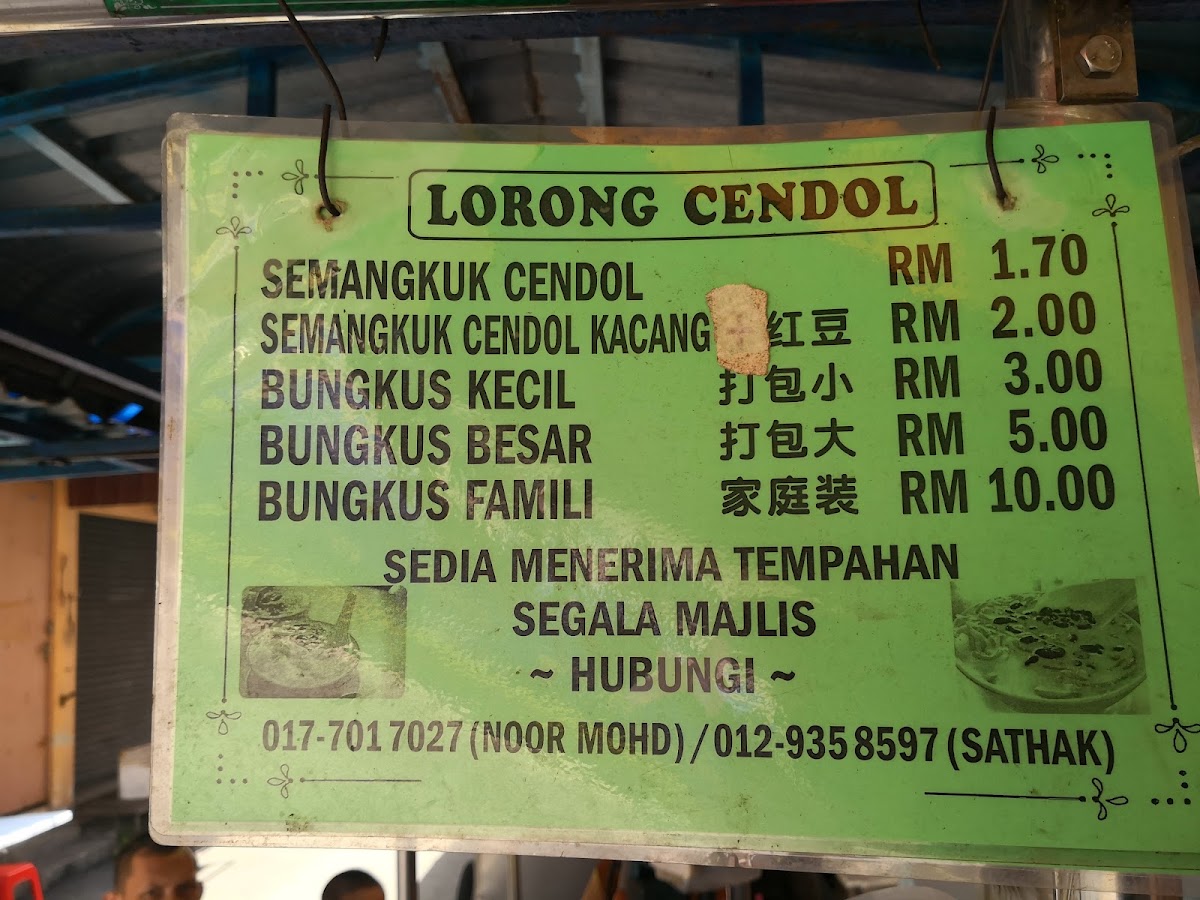 LORONG CENDOL
SEMANGKUK CENDOL RM 1.70
SEMANGKUK CENDOL KACANG 红豆 RM 2.00
BUNGKUS KECIL 打包小 RM 3.00
BUNGKUS BESAR 打包大 RM 5.00
BUNGKUS FAMILI 家庭装 RM 10.00
SEDIA MENERIMA TEMPAHAN
SEGALA MAJLIS
~ HUBUNGI ~
017-701 7027 (NOOR MOHD) / 012-935 8597 (SATHAK)